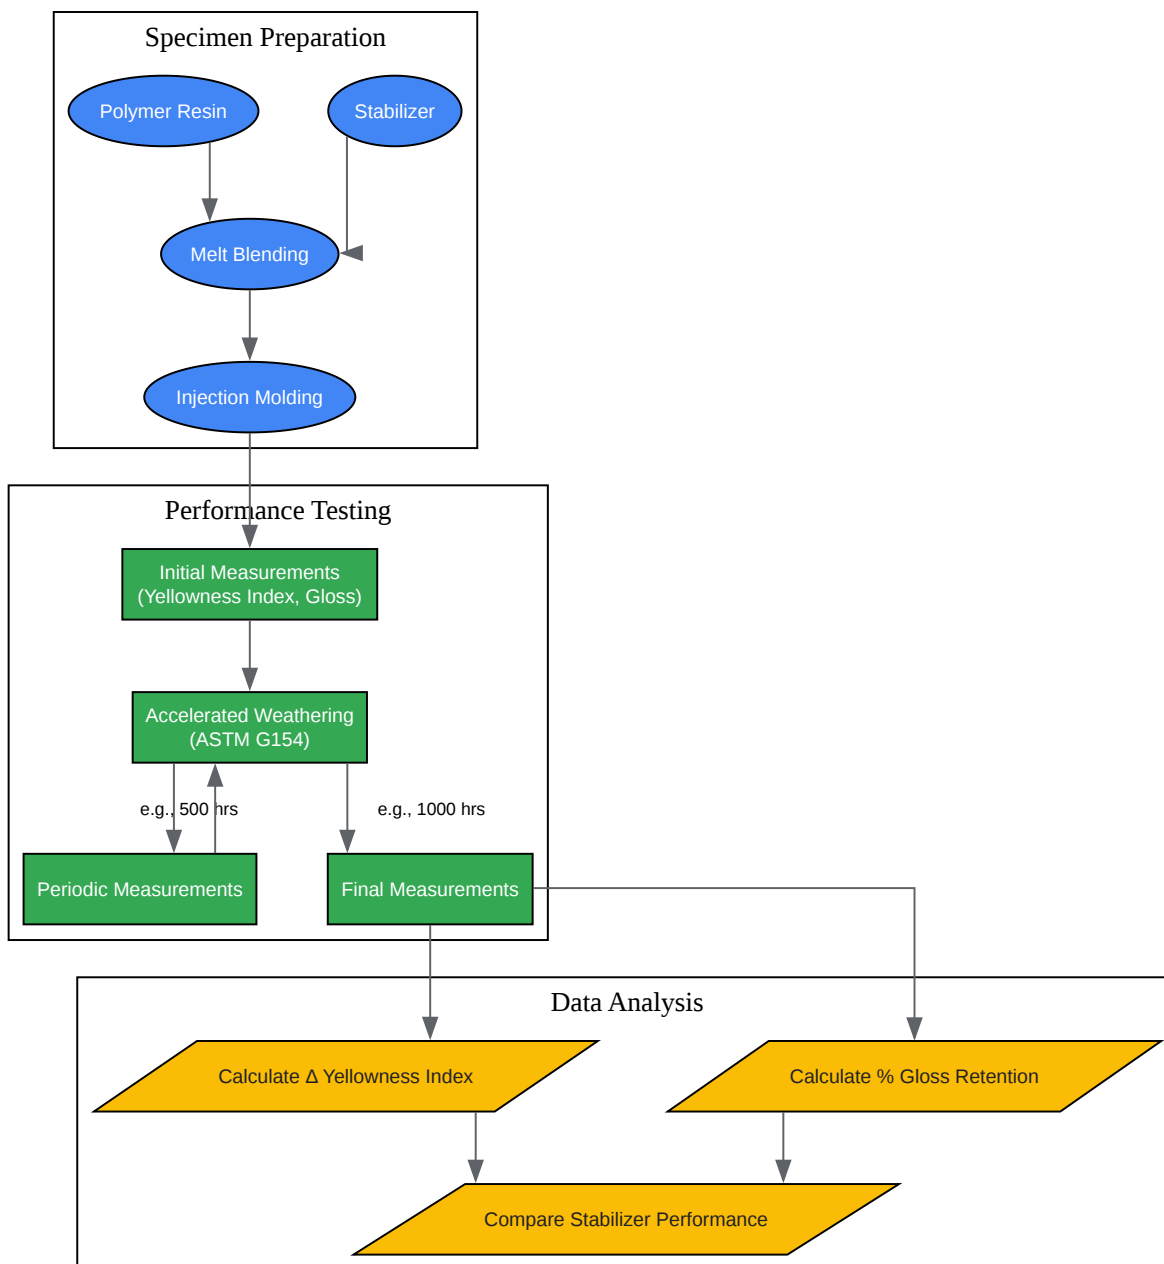 Specimen Preparation
Polymer Resin
Stabilizer
Melt Blending
Injection Molding
Performance Testing
Initial Measurements
(Yellowness Index, Gloss)
Accelerated Weathering
(ASTM G154)
e.g., 500 hrs
e.g., 1000 hrs
Periodic Measurements
Final Measurements
Data Analysis
Calculate Δ Yellowness Index
Calculate % Gloss Retention
Compare Stabilizer Performance